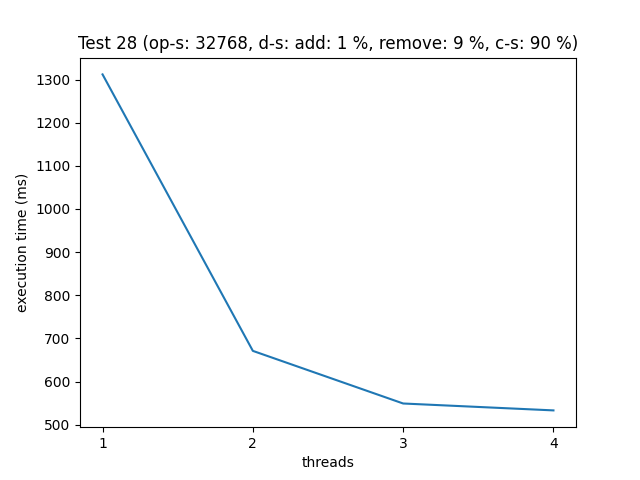 Test 28 (op-s: 32768, d-s: add: 1 %, remove: 9 %, c-s: 90 %)
execution time (ms)
1300
1200
1100
1000
900
800
700
600
500
1 2 3 4
threads